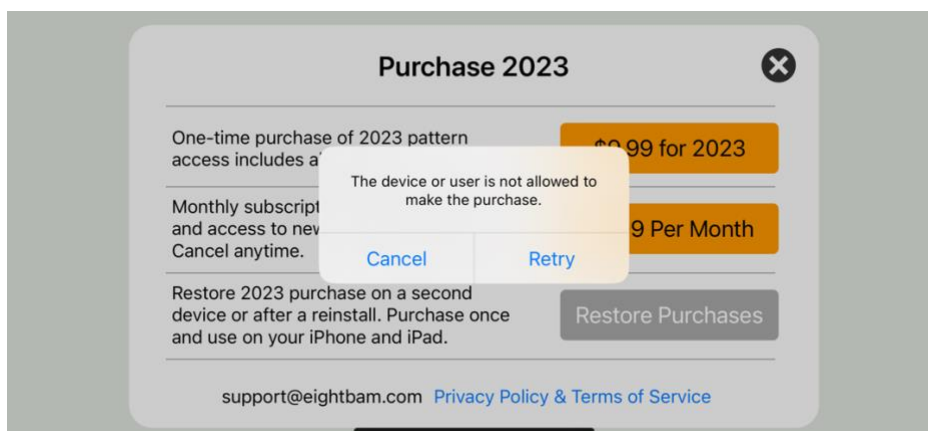 Purchase 2023
One-time purchase of 2023 pattern
access includes
$9.99 for 2023
The device or user is not allowed to
make the purchase.
Cancel
Retry
Monthly
and access to
Cancel anytime.
9 Per Month
Restore 2023 purchase on a second
device or after a reinstall. Purchase once
and use on your iPhone and iPad.
Restore Purchases
support@eightbam.com Privacy Policy & Terms of Service